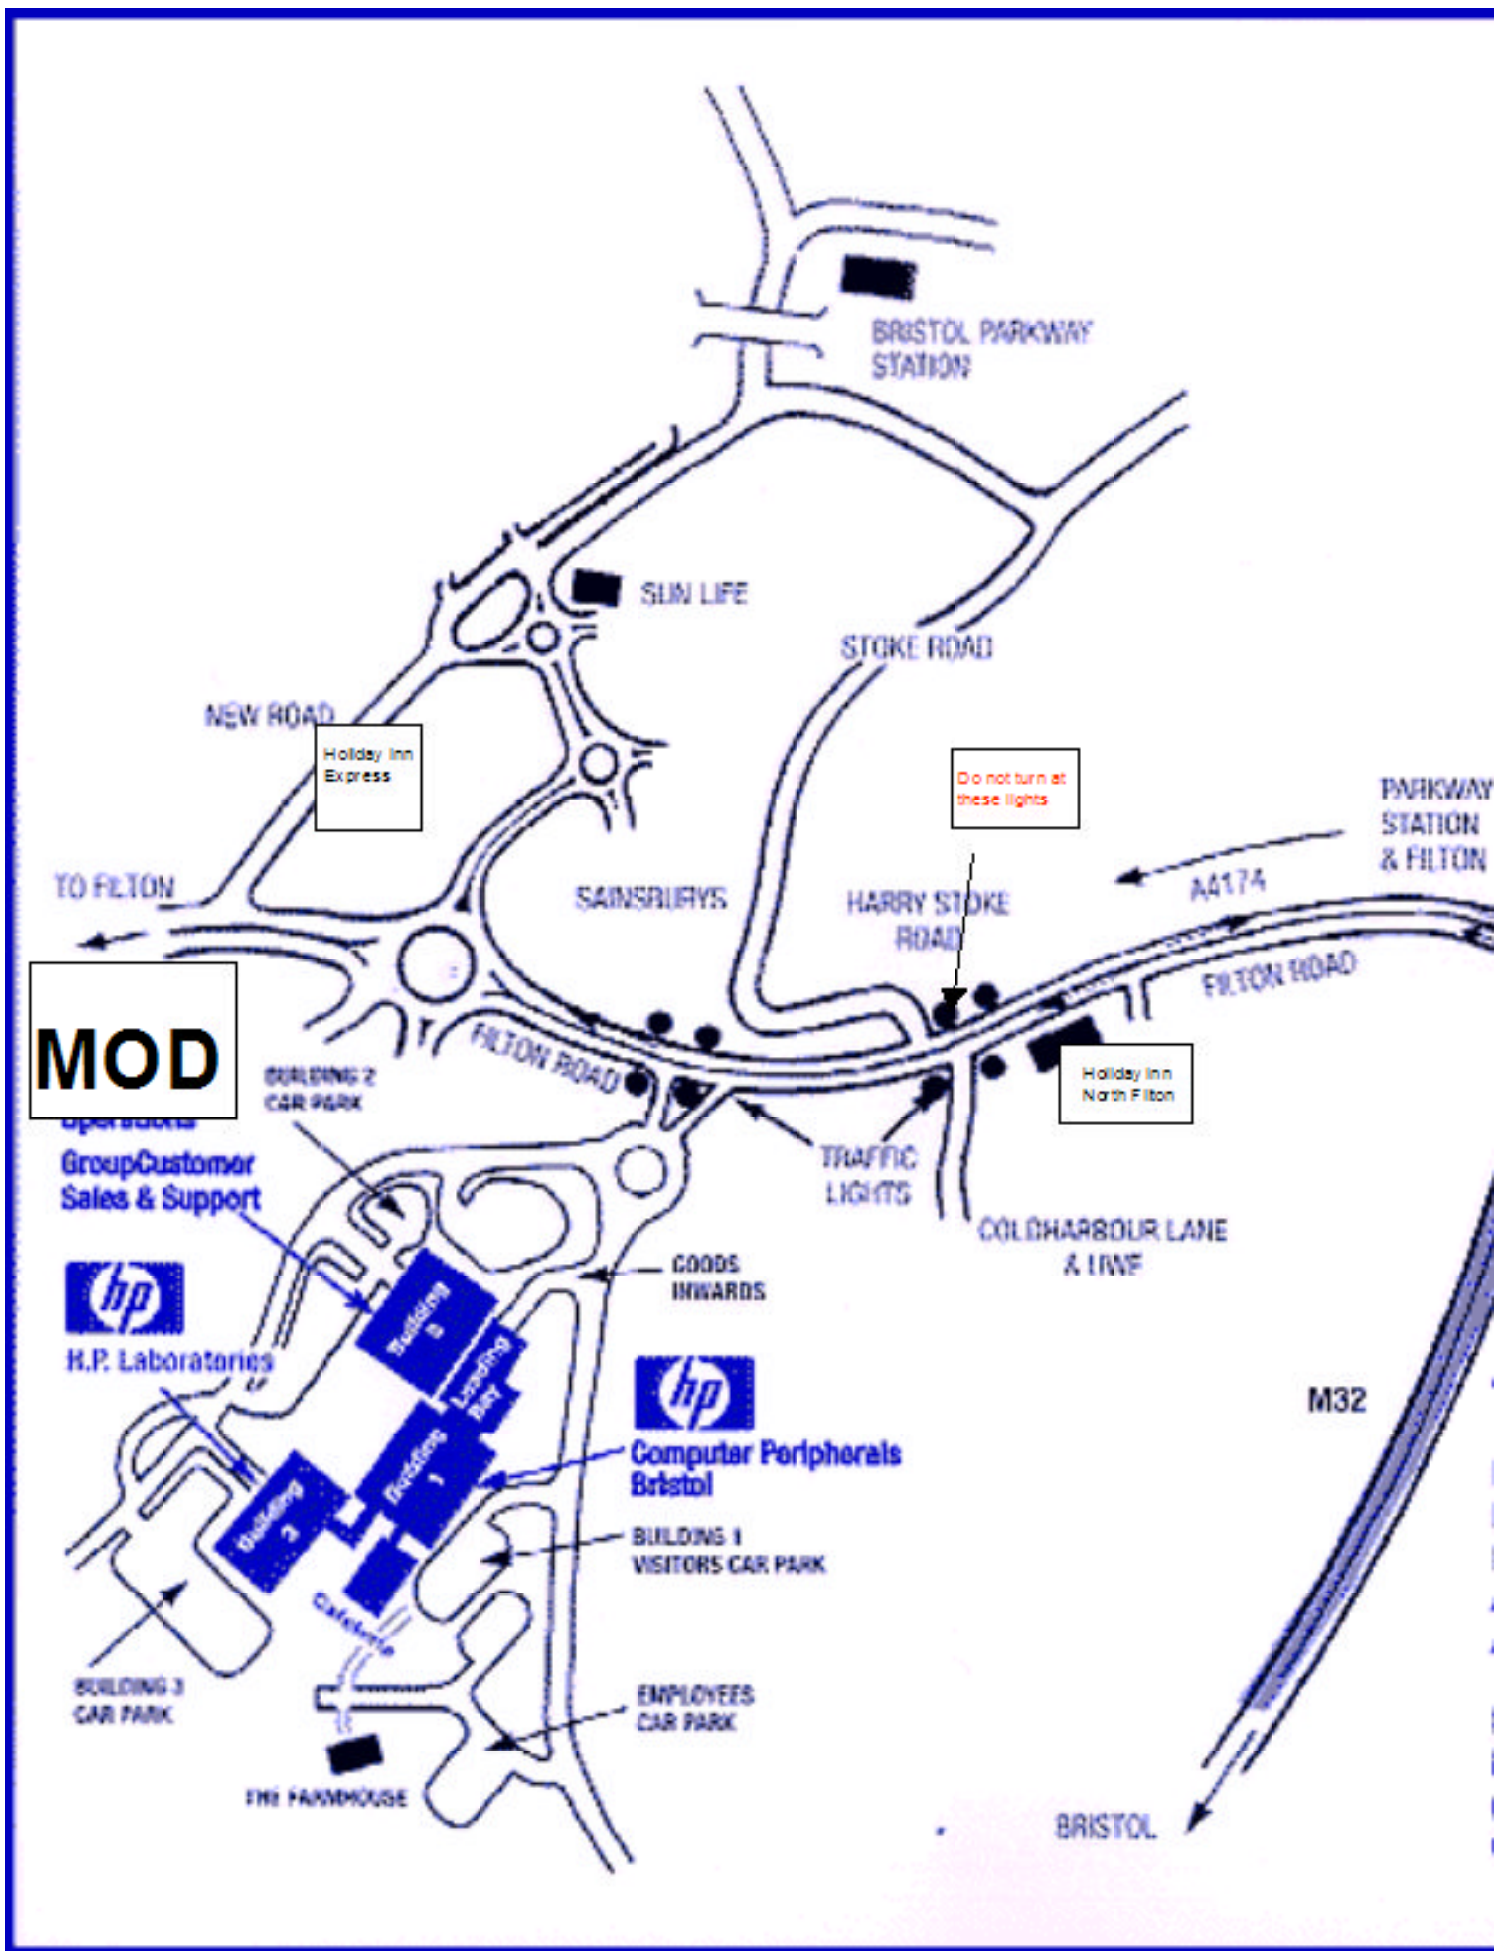 BRISTOL PARKWAY
STATION
SUN LIFE
STOKE ROAD
NEW ROAD
Holiday Inn
Express
Do not turn at
these lights
PARKWAY
STATION
& FILTON
A4174
TO FILTON
SAINSBURYS
HARRY STOKE
ROAD
FILTON ROAD
MOD
FILTON ROAD
Holiday Inn
North Filton
BUILDING 2
CAR PARK
Operations
GroupCustomer
Sales & Support
TRAFFIC
LIGHTS
COLDHARBOUR LANE
& UWE
GOODS
INWARDS
hp
H.P. Laboratories
Building
Loading
Bay
hp
Computer Peripherals
Bristol
M32
Building
1
Building
3
BUILDING 1
VISITORS CAR PARK
BUILDING 3
CAR PARK
EMPLOYEES
CAR PARK
THE FARMHOUSE
BRISTOL